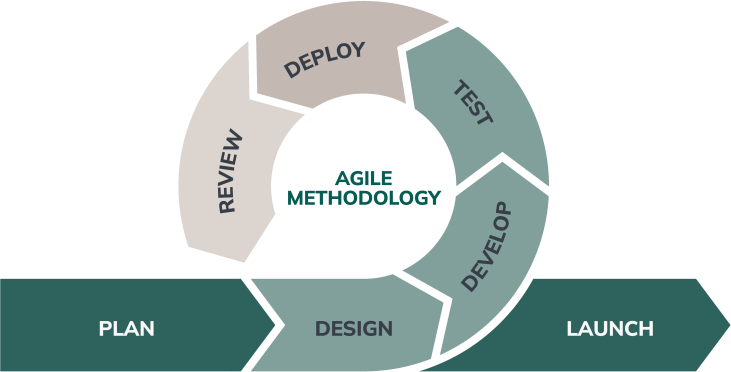 DEPLOY
TEST
REVIEW
AGILE
METHODOLOGY
DEVELOP
PLAN
DESIGN
LAUNCH